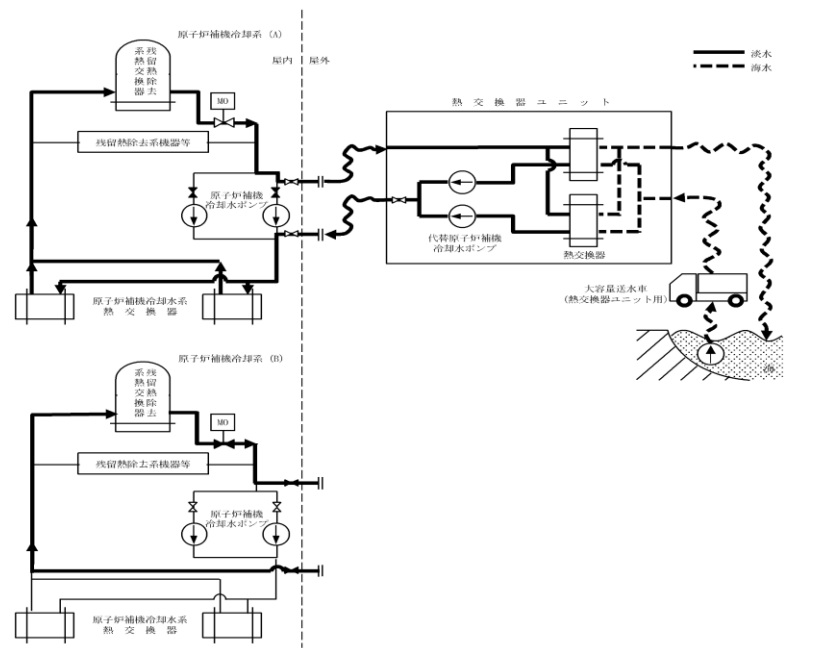 原子炉補機冷却系 (A)
屋内
屋外
残留熱除去
系熱交換器
MO
残留熱除去系機器等
原子炉補機
冷却水ポンプ
原子炉補機冷却水系
熱交換器
熱交換器ユニット
代替原子炉補機
冷却水ポンプ
熱交換器
淡水
海水
大容量送水車
(熱交換器ユニット用)
海
原子炉補機冷却系 (B)
残留熱除去
系熱交換器
MO
残留熱除去系機器等
原子炉補機
冷却水ポンプ
原子炉補機冷却水系
熱交換器